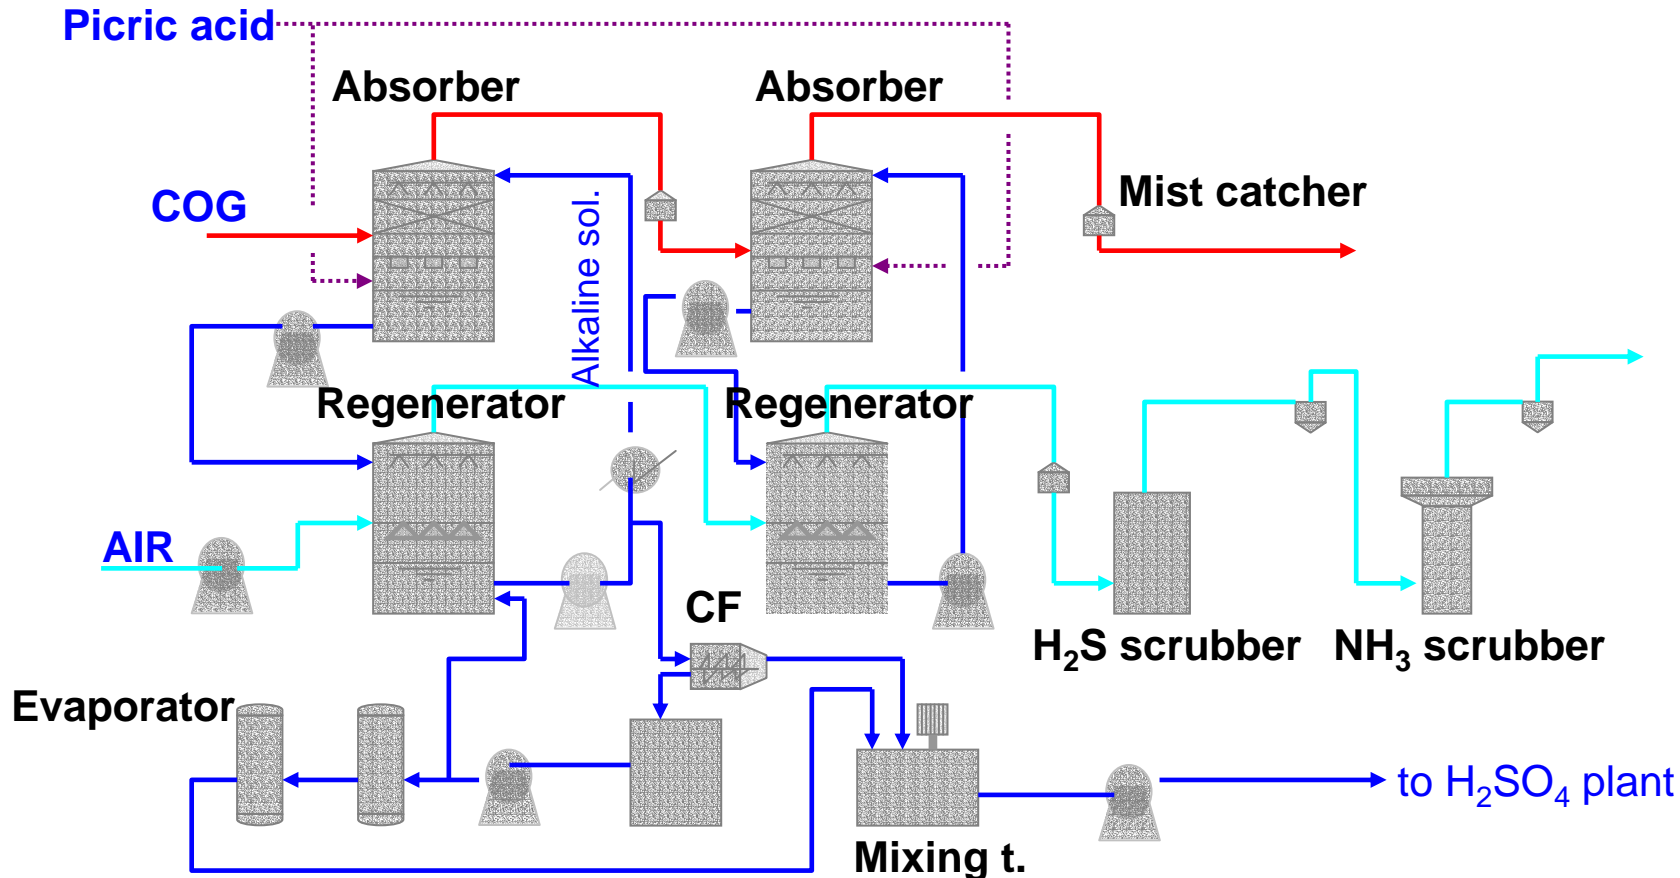 Picric acid
Absorber
Absorber
COG
Mist catcher
Alkaline sol.
Regenerator
Regenerator
AIR
CF
H₂S scrubber
NH₃ scrubber
Evaporator
to H₂SO₄ plant
Mixing t.